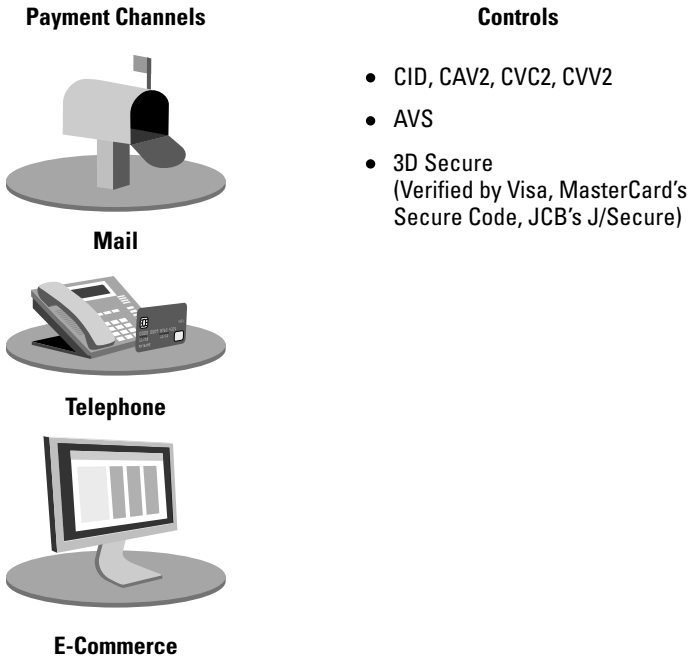 Payment Channels
Controls
• CID, CAV2, CVC2, CVV2
• AVS
• 3D Secure
(Verified by Visa, MasterCard's
Secure Code, JCB's J/Secure)
Mail
Telephone
E-Commerce